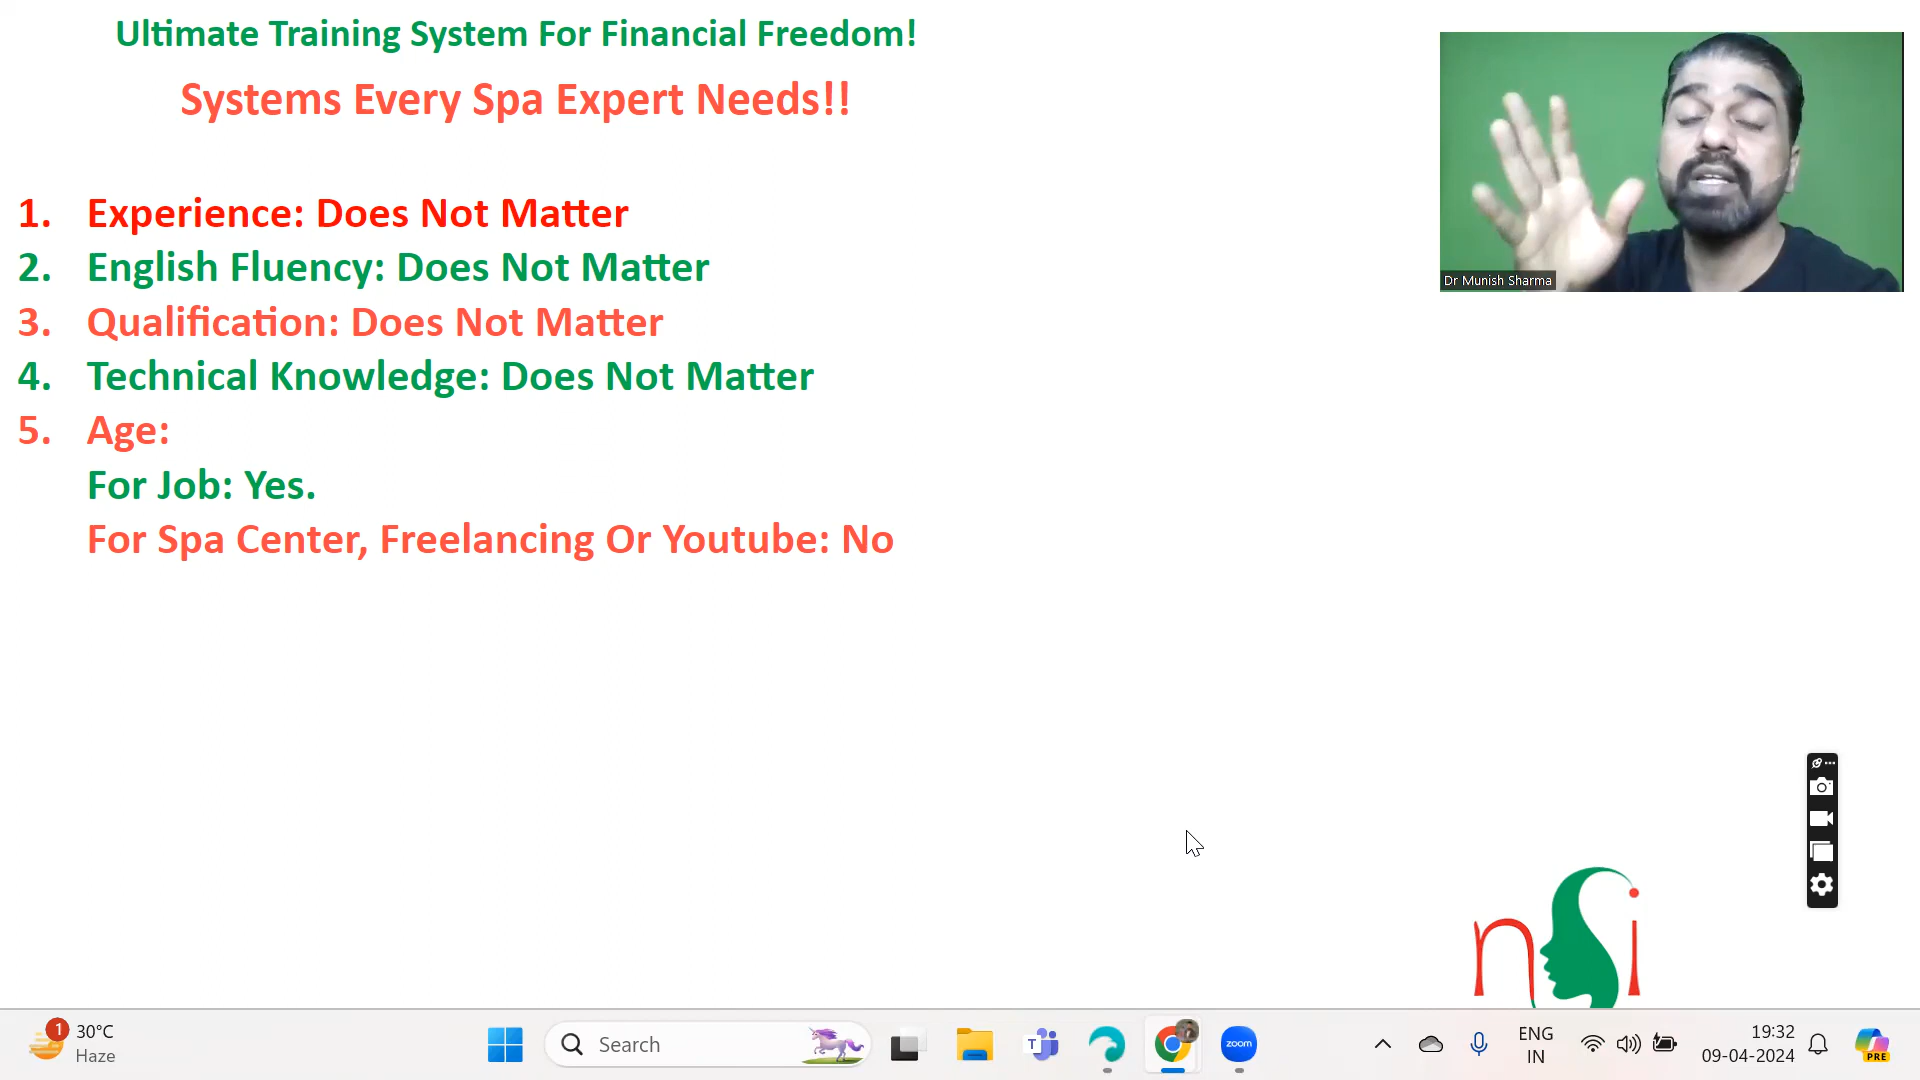 Ultimate Training System For Financial Freedom!
Systems Every Spa Expert Needs!!
1. Experience: Does Not Matter
2. English Fluency: Does Not Matter
3. Qualification: Does Not Matter
4. Technical Knowledge: Does Not Matter
5. Age:
For Job: Yes.
For Spa Center, Freelancing Or Youtube: No
Dr Munish Sharma
nSi
1
30°C
Haze
Search
T
zoom
ENG
IN
19:32
09-04-2024
PRE